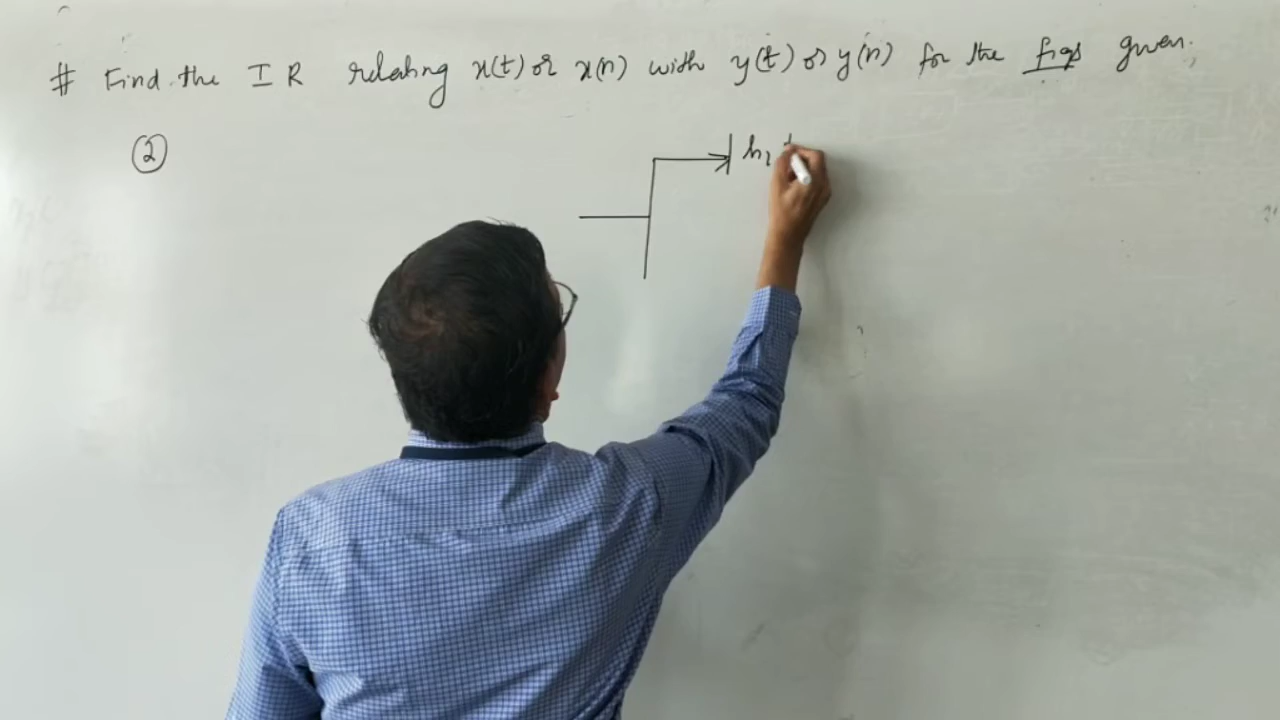 # Find the IR relating x(t) or x(n) with y(t) or y(n) for the figs given.
②
h₁